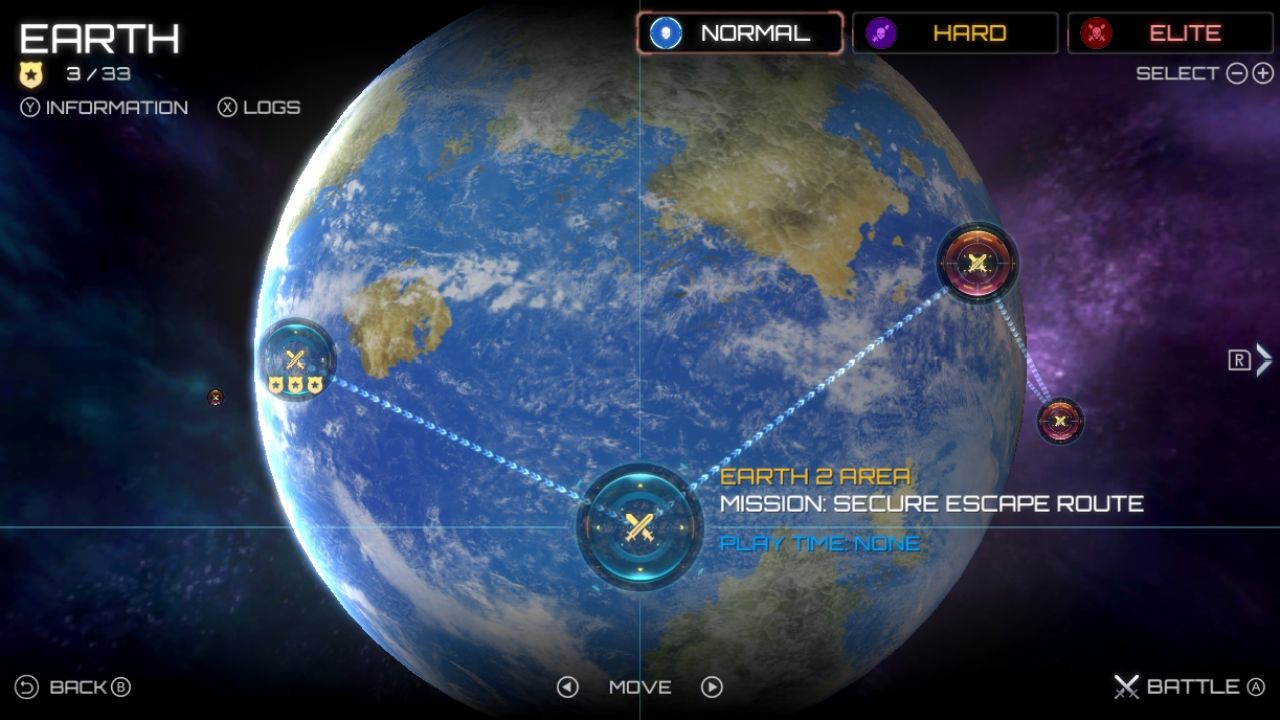 EARTH
3 / 33
Y INFORMATION X LOGS
NORMAL
HARD
ELITE
SELECT
R
EARTH 2 AREA
MISSION: SECURE ESCAPE ROUTE
PLAY TIME: NONE
BACK B
MOVE
BATTLE A